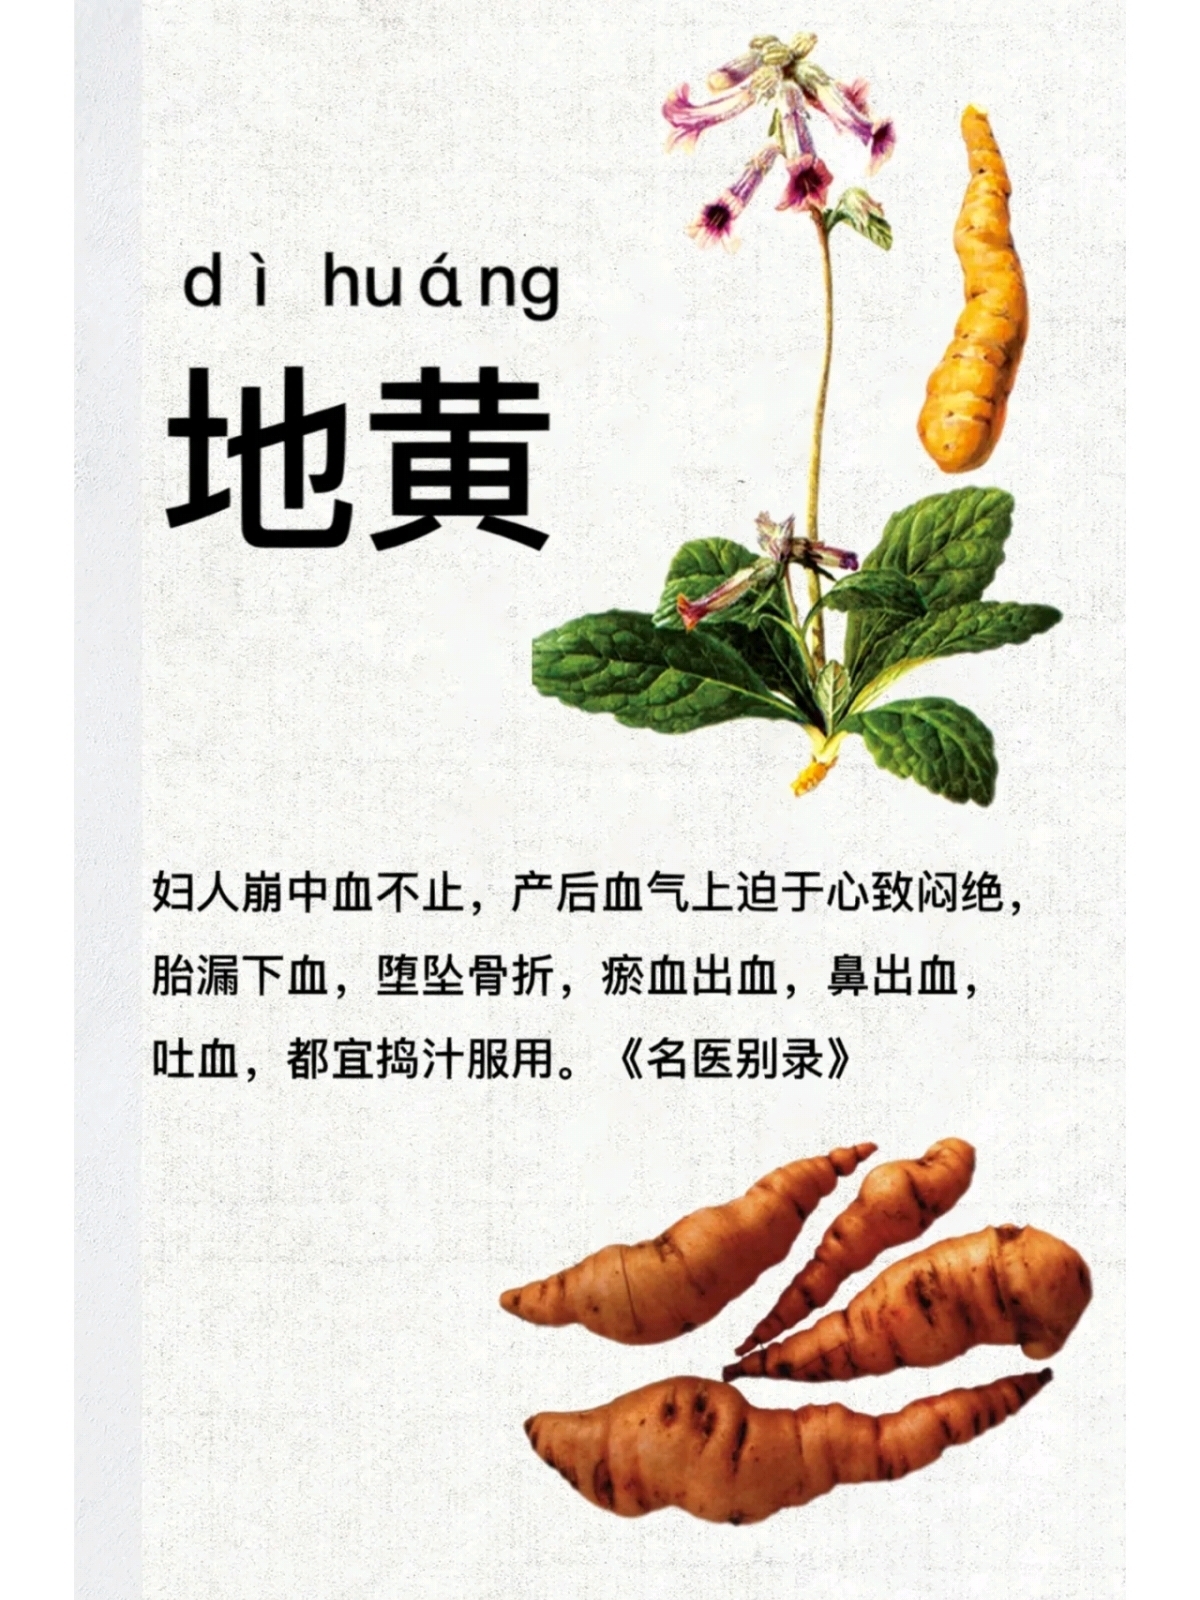 dì huáng
地黄
妇人崩中血不止，产后血气上迫于心致闷绝，
胎漏下血，堕坠骨折，瘀血出血，鼻出血，
吐血，都宜捣汁服用。《名医别录》